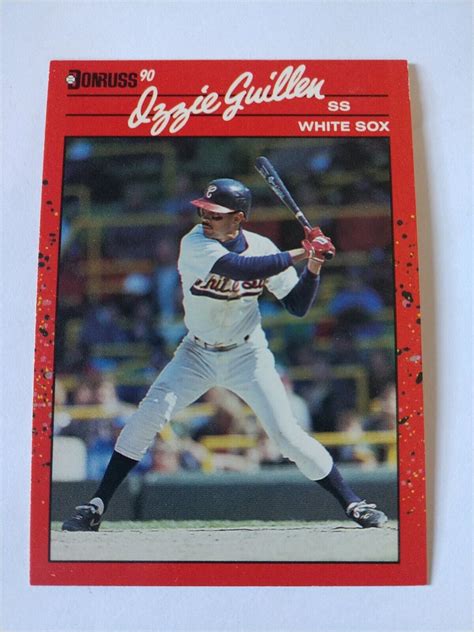 DONRUSS 90
Ozzie Guillen
SS
WHITE SOX
C